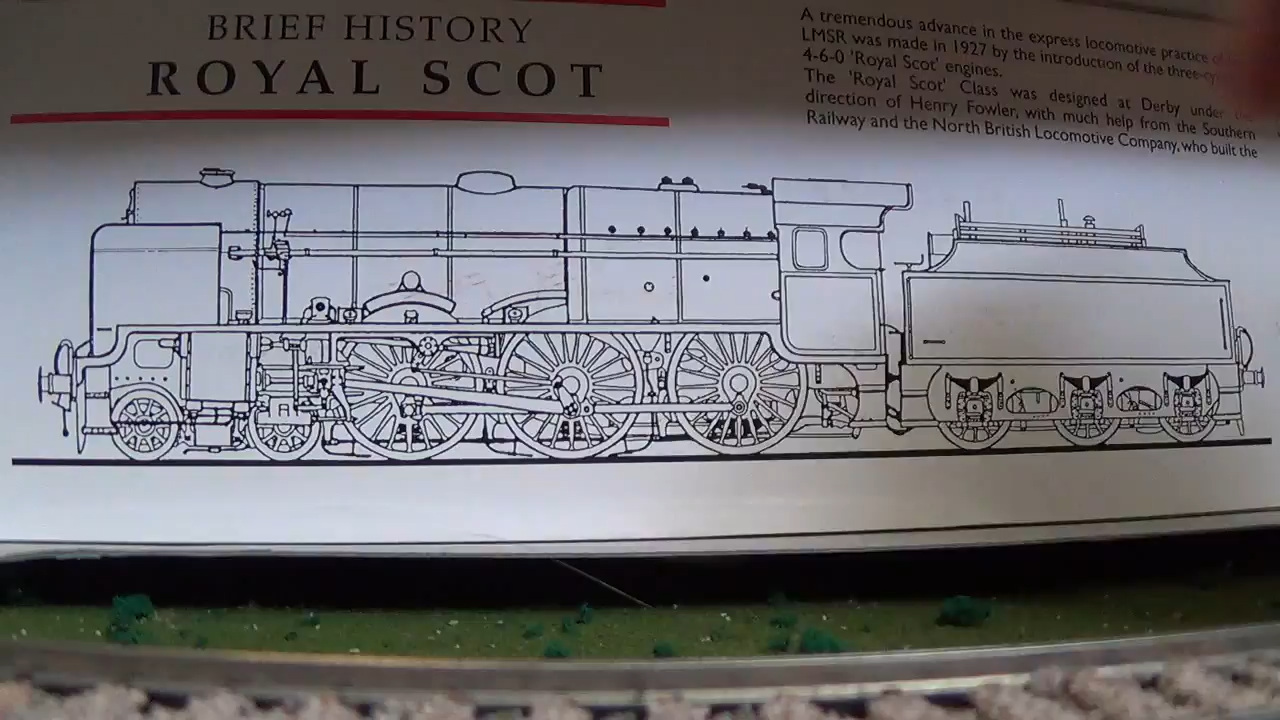 BRIEF HISTORY
ROYAL SCOT
A tremendous advance in the express locomotive practice
LMSR was made in 1927 by the introduction of the
4-6-0 'Royal Scot' engines.
The 'Royal Scot' Class was designed at Derby under
direction of Henry Fowler, with much help from the Southern
Railway and the North British Locomotive Company, who built the